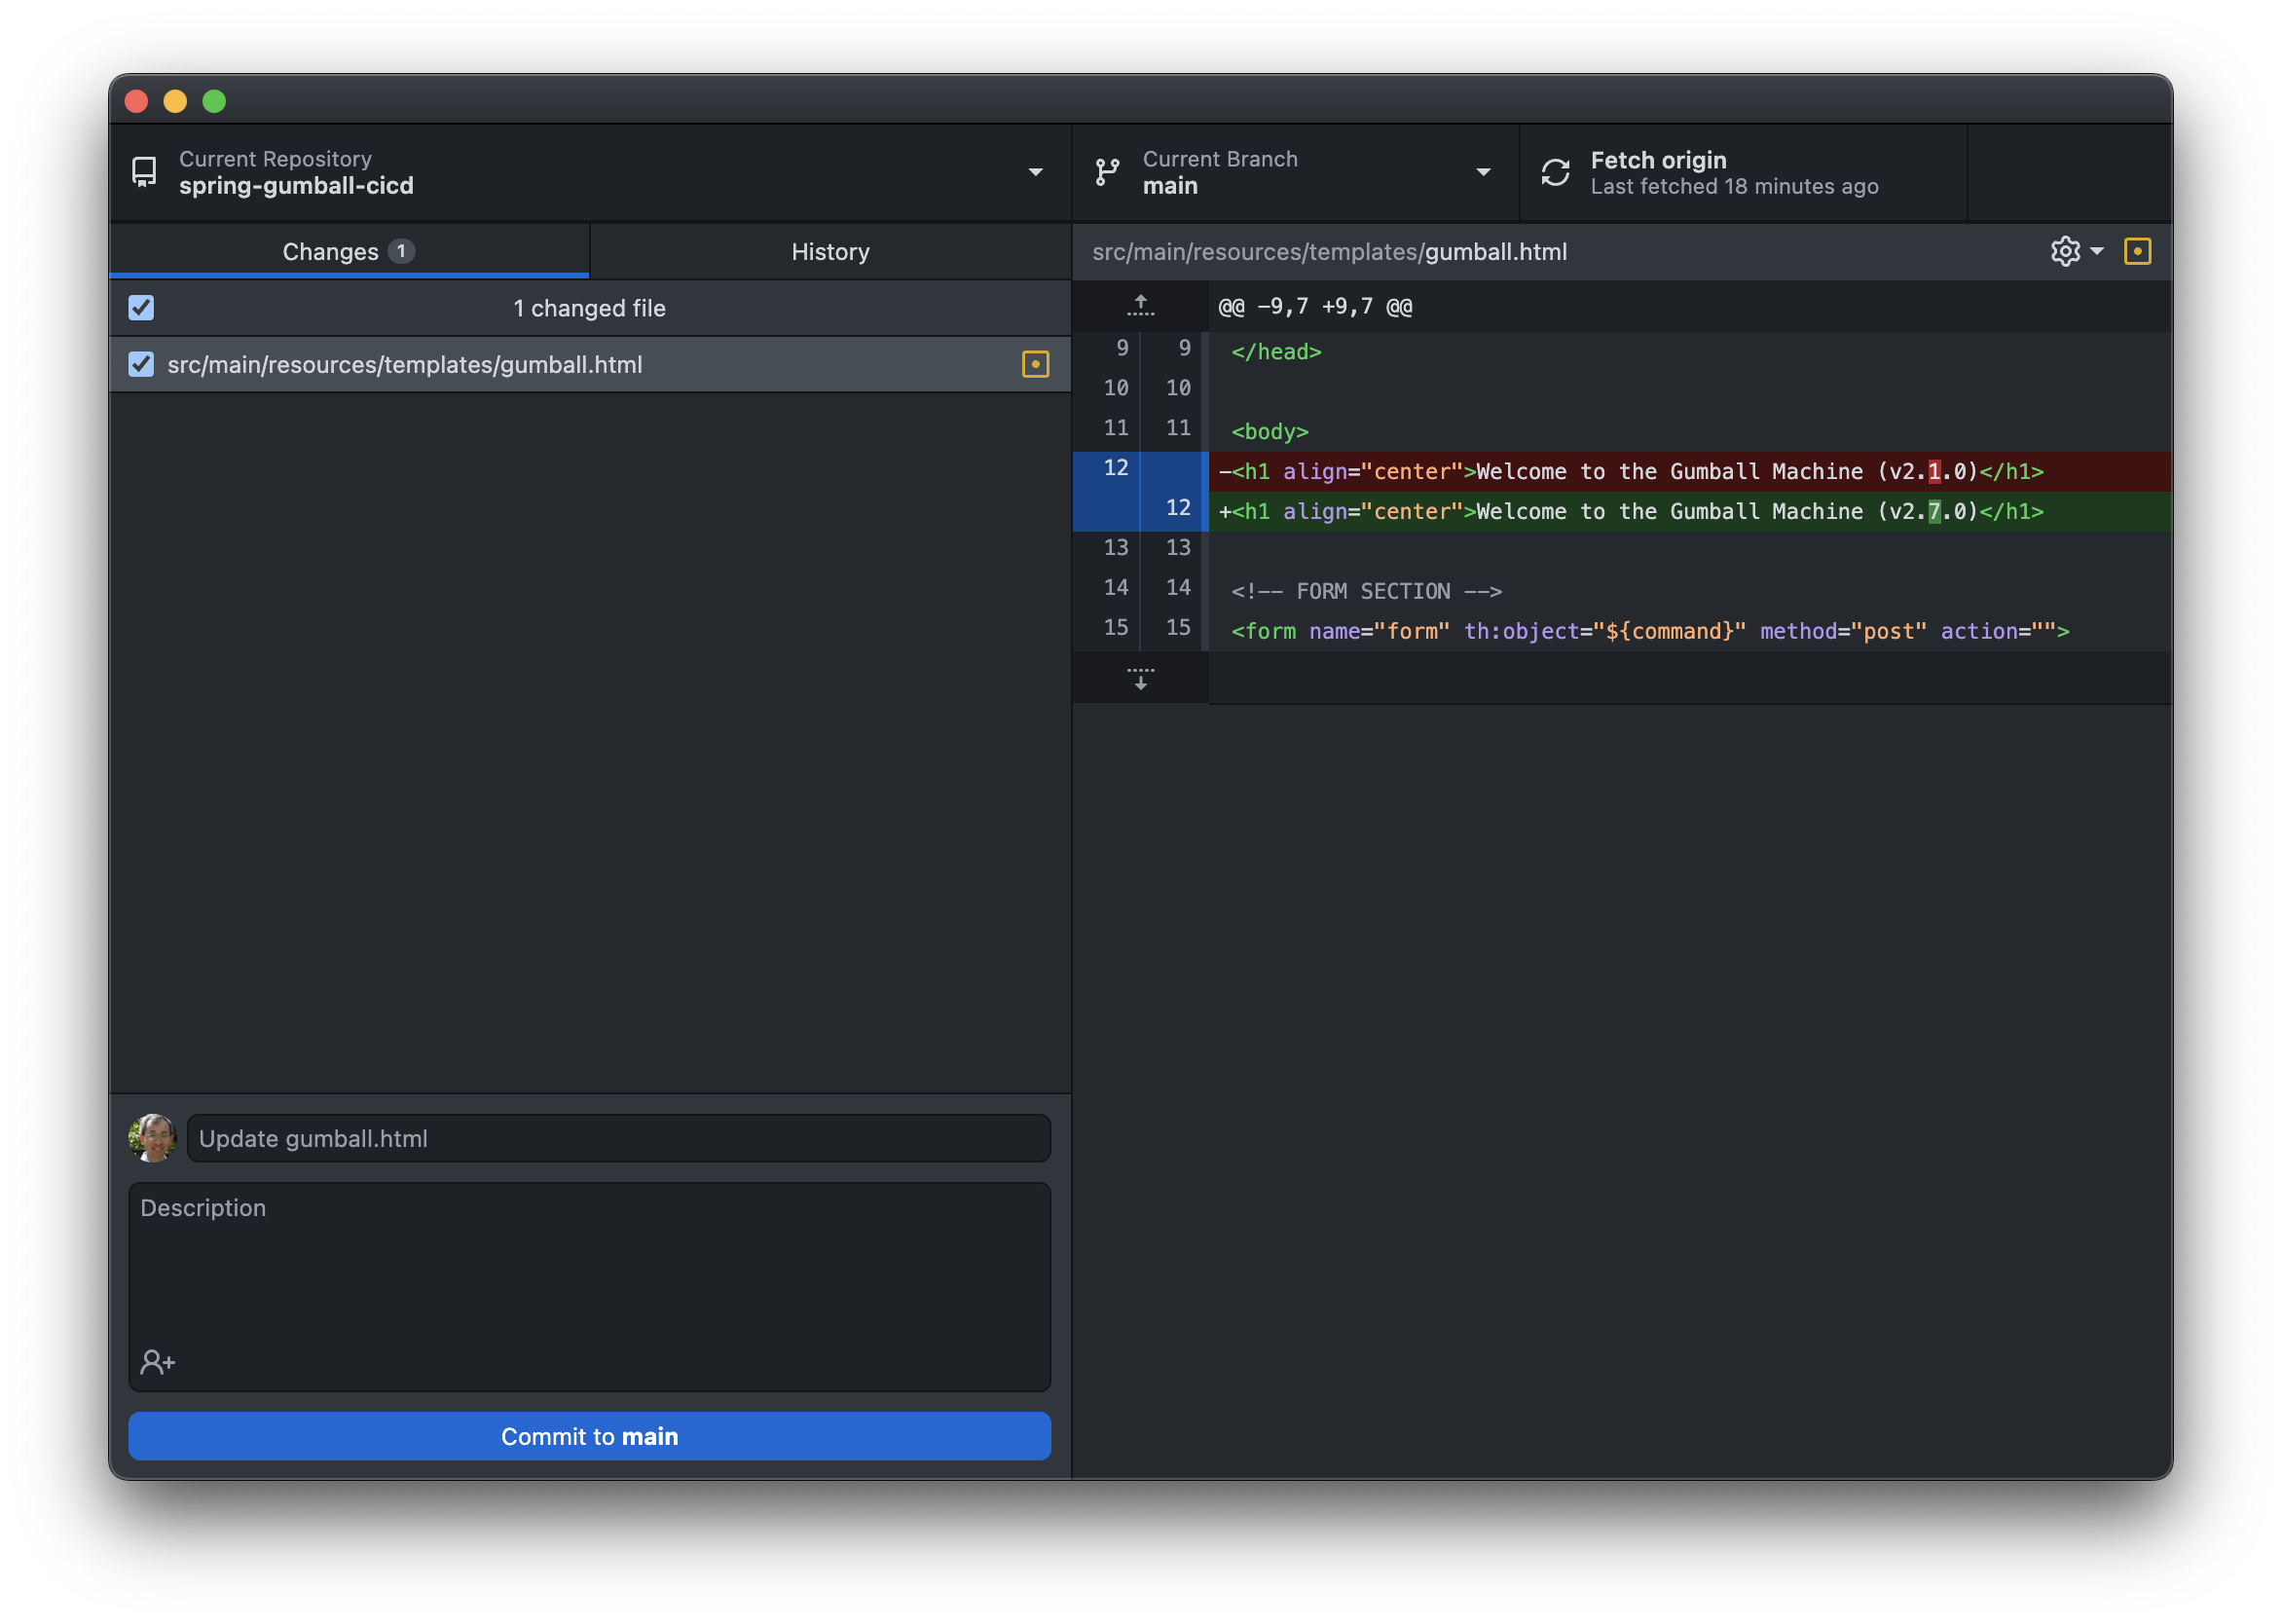 Current Repository
spring-gumball-cicd
Current Branch
main
Fetch origin
Last fetched 18 minutes ago
Changes 1
History
1 changed file
src/main/resources/templates/gumball.html
Update gumball.html
Description
Commit to main
src/main/resources/templates/gumball.html
@@ -9,7 +9,7 @@
9 9 </head>
10 10
11 11 <body>
12 -<h1 align="center">Welcome to the Gumball Machine (v2.1.0)</h1>
12 +<h1 align="center">Welcome to the Gumball Machine (v2.7.0)</h1>
13 13
14 14 <!-- FORM SECTION -->
15 15 <form name="form" th:object="${command}" method="post" action="">